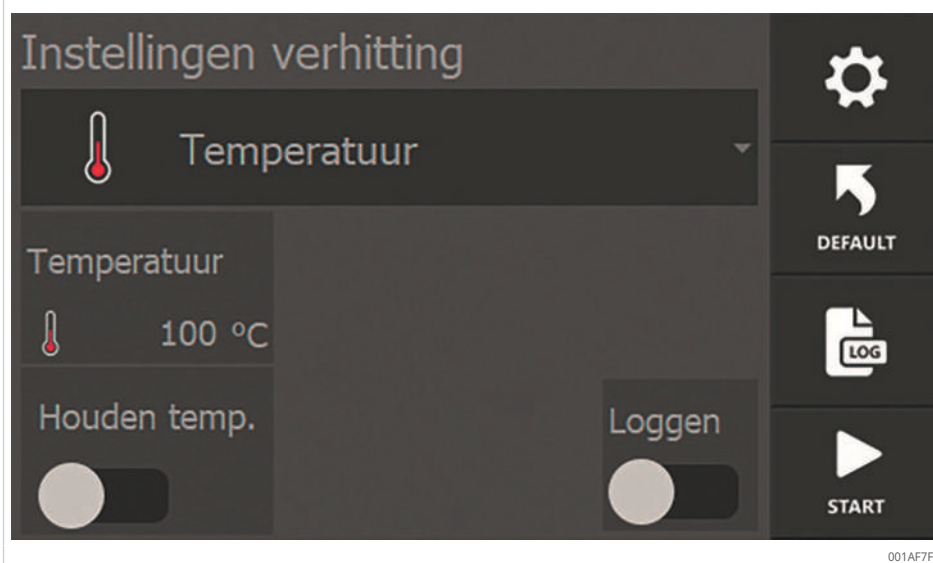 Instellingen verhitting
Temperatuur
DEFAULT
Temperatuur
100 °C
LOG
Houden temp.
Loggen
START
001AF7F